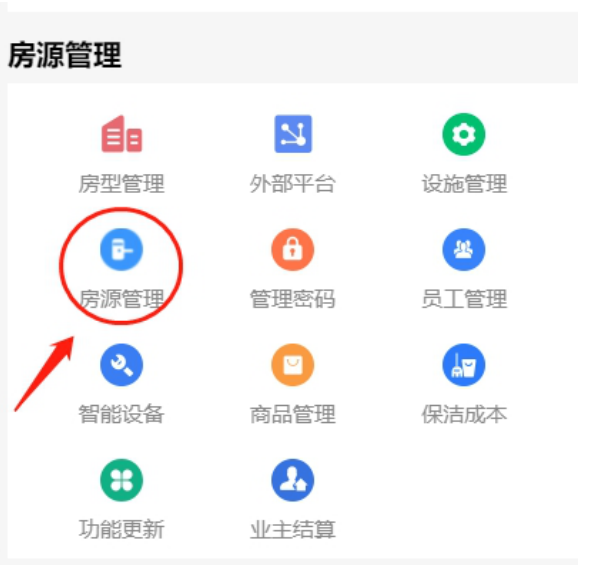 房源管理
房型管理 外部平台 设施管理
房源管理 管理密码 员工管理
智能设备 商品管理 保洁成本
功能更新 业主结算